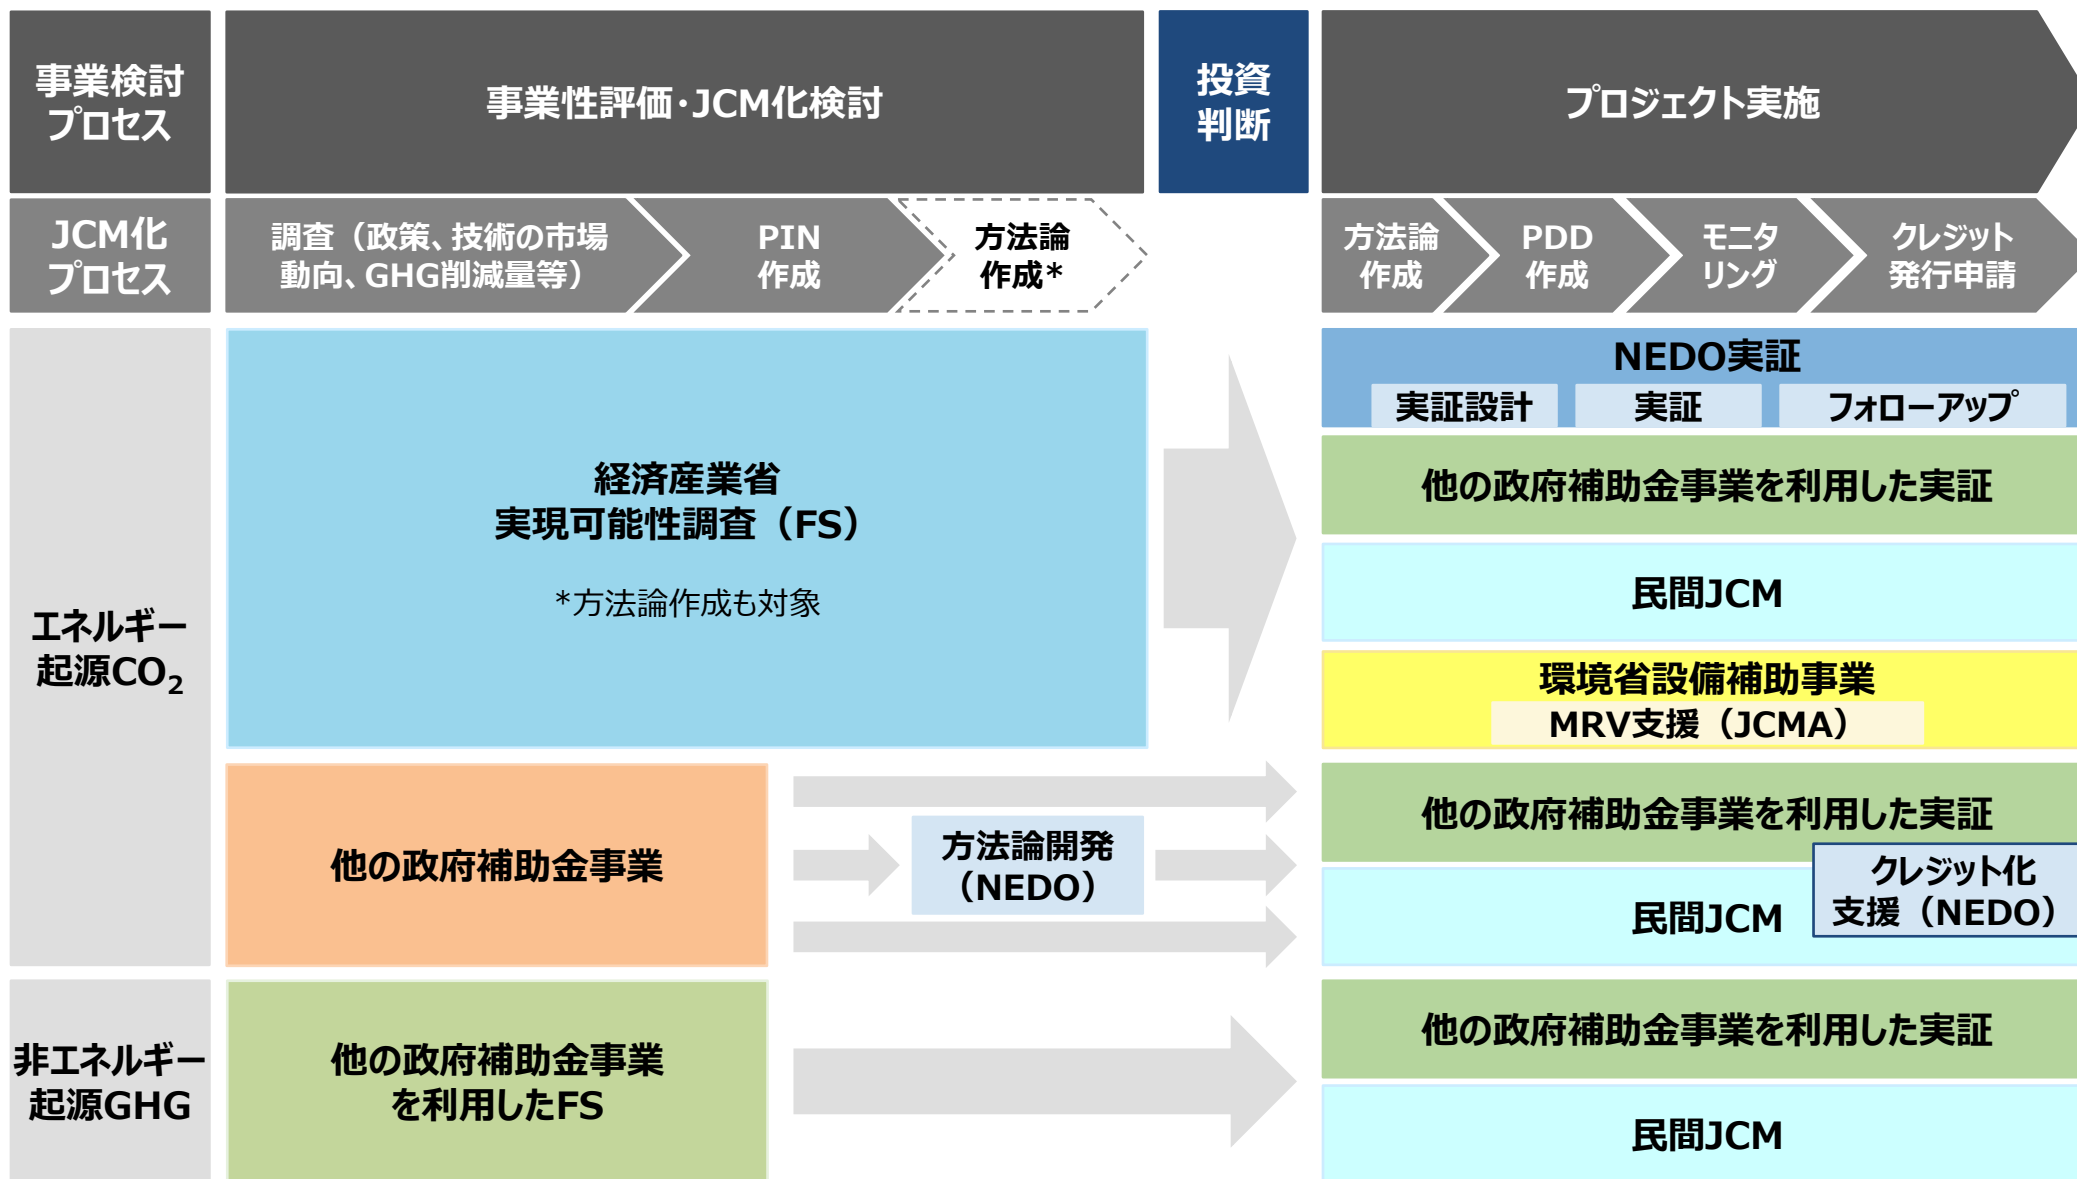 事業検討
プロセス
事業性評価・JCM化検討
投資
判断
プロジェクト実施
JCM化
プロセス
調査（政策、技術の市場
動向、GHG削減量等）
PIN
作成
方法論
作成*
方法論
作成
PDD
作成
モニタ
リング
クレジット
発行申請
エネルギー
起源CO₂
経済産業省
実現可能性調査（FS）
*方法論作成も対象
NEDO実証
実証設計
実証
フォローアップ
他の政府補助金事業を利用した実証
民間JCM
環境省設備補助事業
MRV支援（JCMA）
他の政府補助金事業
方法論開発
（NEDO）
他の政府補助金事業を利用した実証
クレジット化
支援（NEDO）
民間JCM
非エネルギー
起源GHG
他の政府補助金事業
を利用したFS
他の政府補助金事業を利用した実証
民間JCM